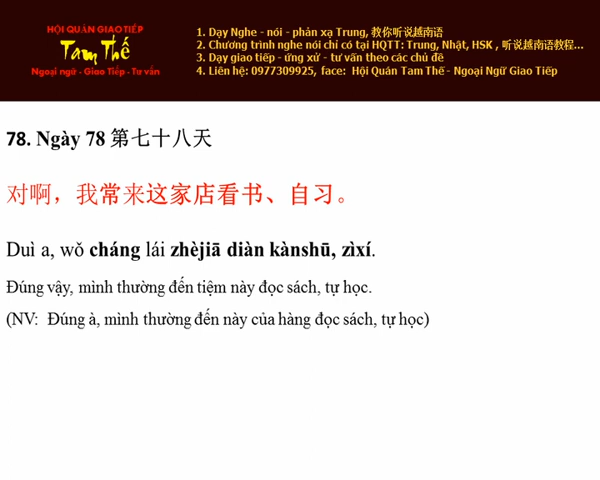 HỘI QUÁN GIAO TIẾP
Tam Thế
Ngoại ngữ - Giao Tiếp - Tư vấn
1. Dạy Nghe - nói - phản xạ Trung, 教你听说越南语
2. Chương trình nghe nói chỉ có tại HQTT: Trung, Nhật, HSK , 听说越南语教程...
3. Dạy giao tiếp - ứng xử - tư vấn theo các chủ đề
4. Liên hệ: 0977309925, face: Hội Quán Tam Thế - Ngoại Ngữ Giao Tiếp
78. Ngày 78 第七十八天
对啊，我常来这家店看书、自习。
Duì a, wǒ cháng lái zhèjiā diàn kànshū, zìxí.
Đúng vậy, mình thường đến tiệm này đọc sách, tự học.
(NV: Đúng à, mình thường đến này của hàng đọc sách, tự học)